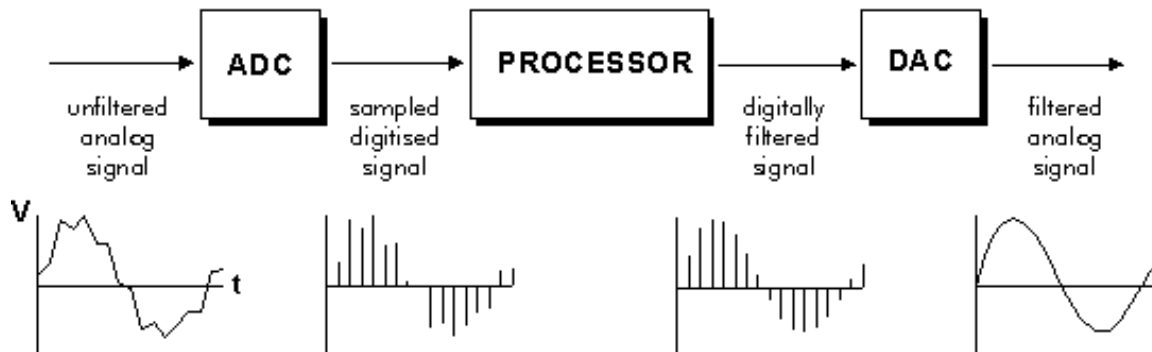 ADC
PROCESSOR
DAC
unfiltered
analog
signal
sampled
digitised
signal
digitally
filtered
signal
filtered
analog
signal
V
t